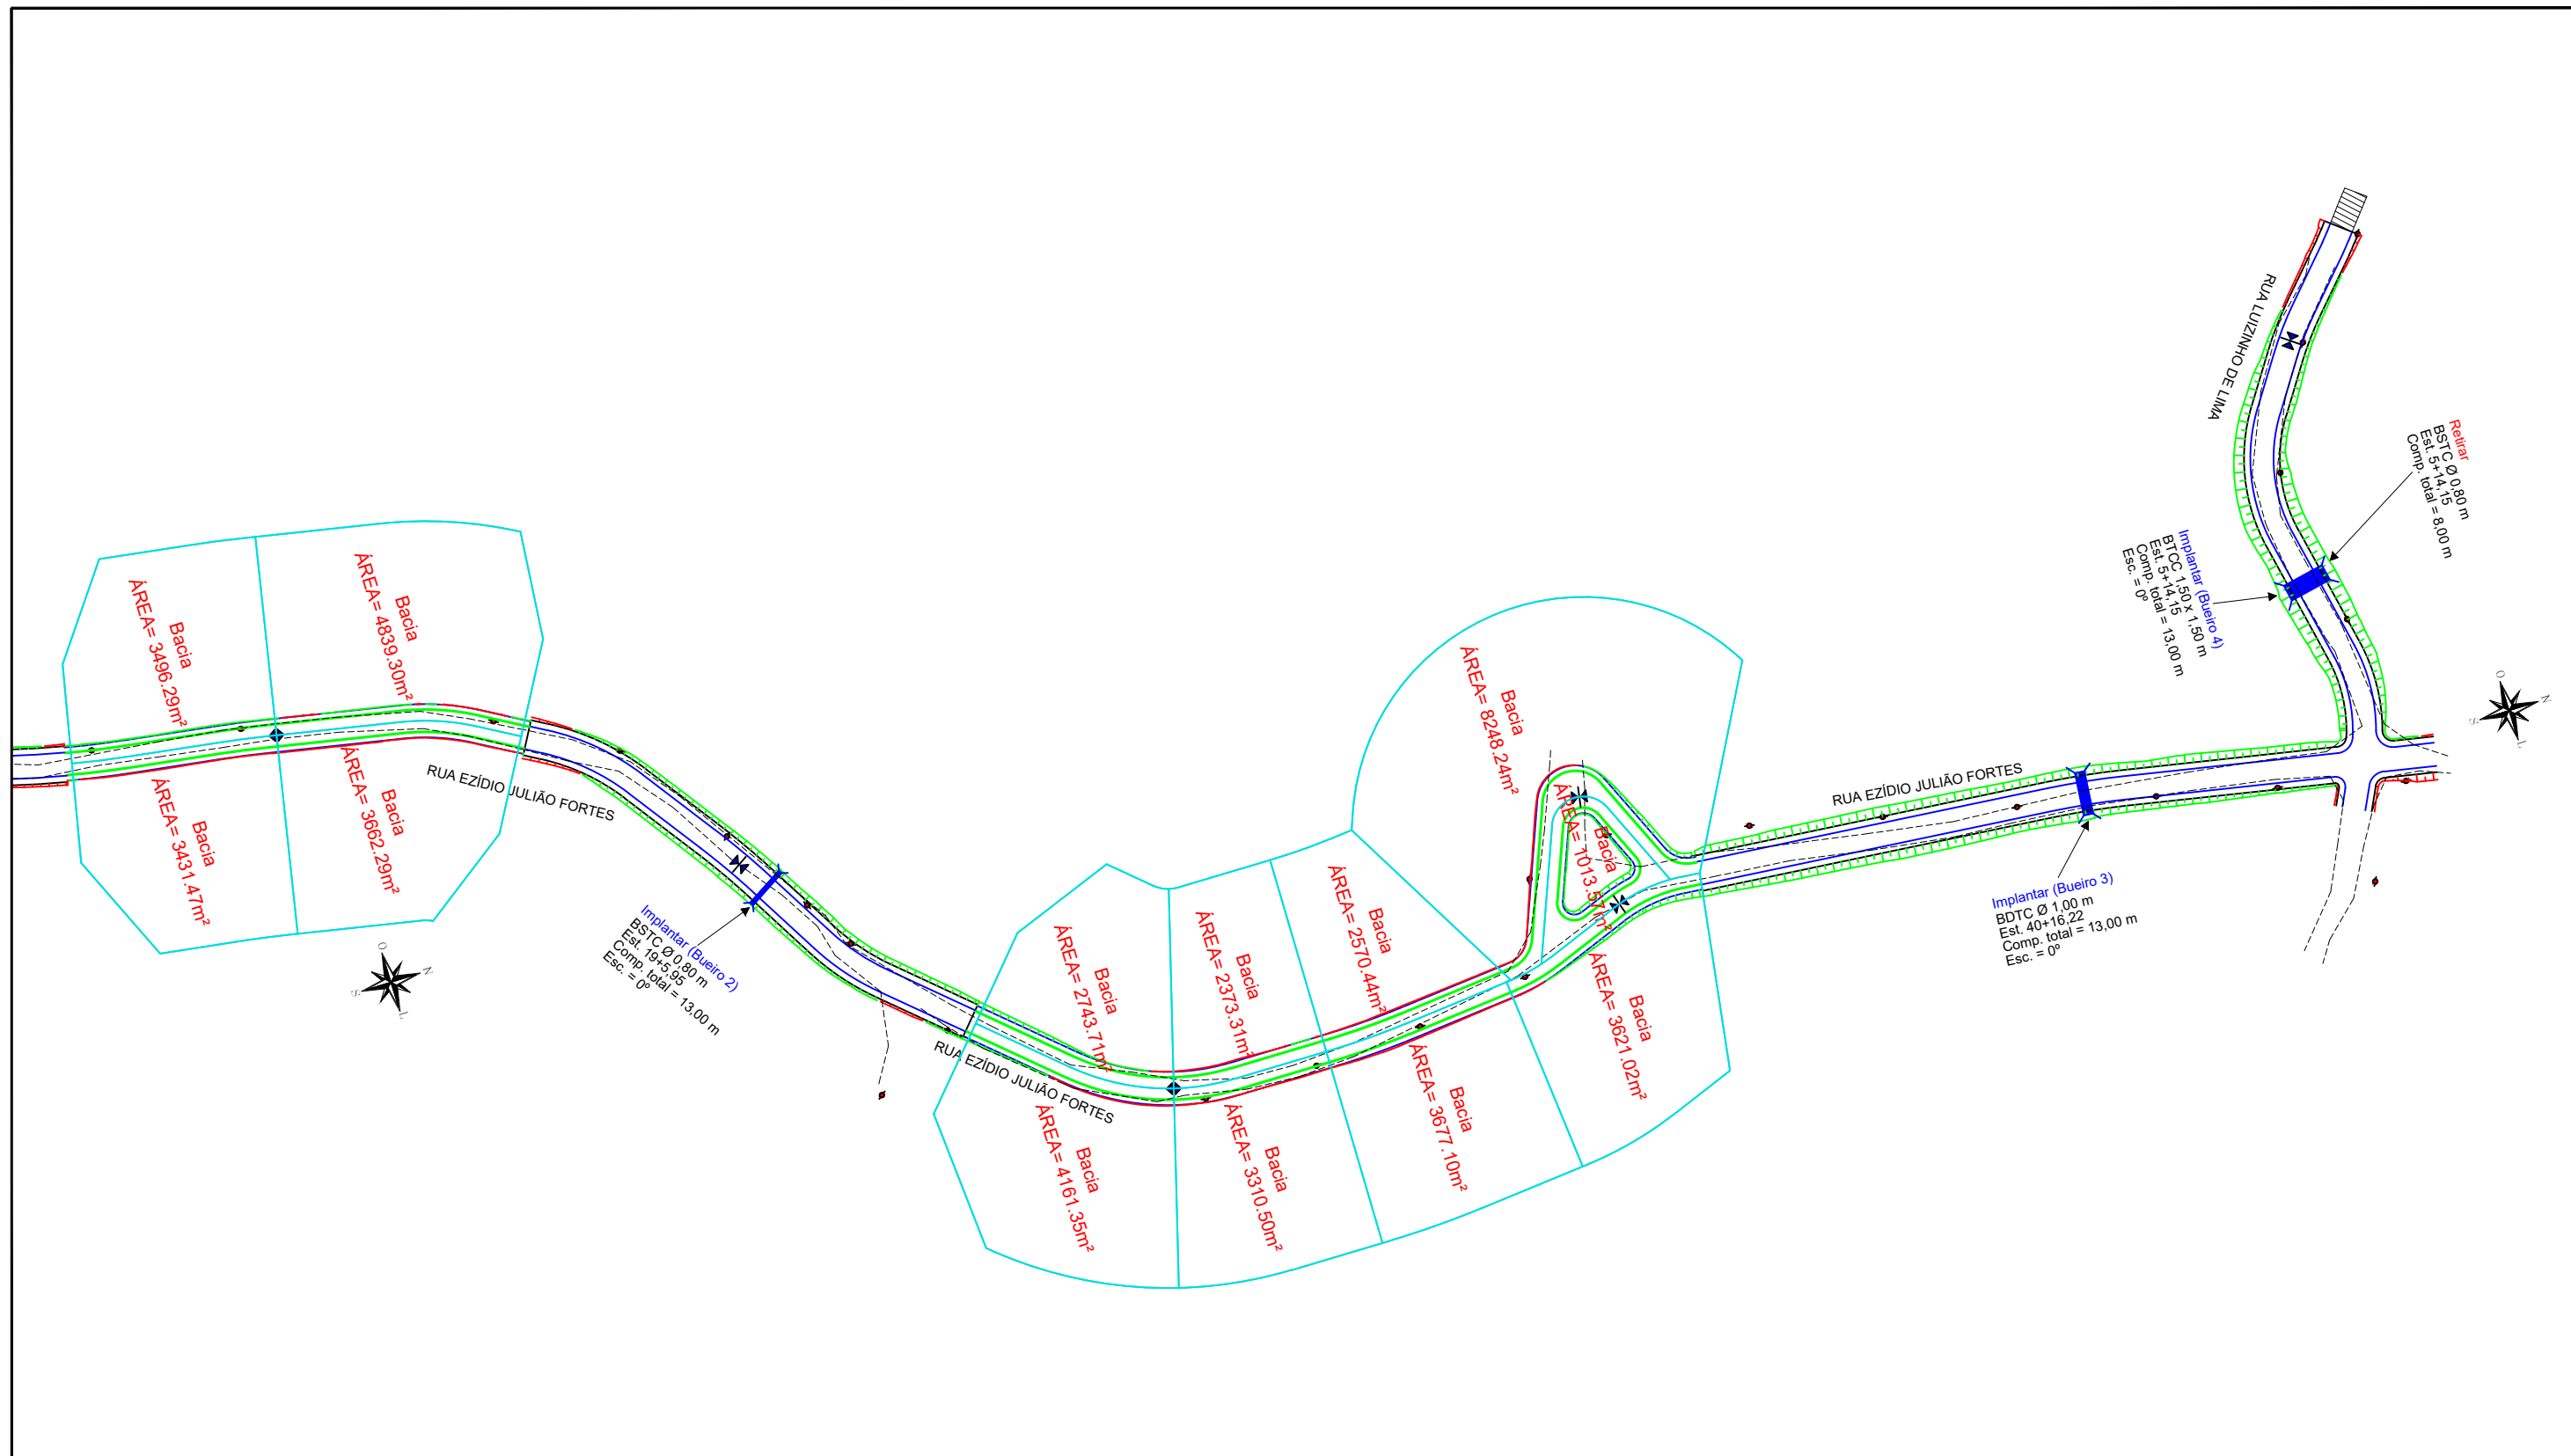 Bacia
ÁREA= 3496.29m²
Bacia
ÁREA= 4839.30m²
Bacia
ÁREA= 3431.47m²
Bacia
ÁREA= 3662.29m²
RUA EZÍDIO JULIÃO FORTES
O
N
S
L
Implantar (Bueiro 2)
BSTC Ø 0,80 m
Est. 19+5,95
Comp. total = 13,00 m
Esc. = 0º
RUA EZÍDIO JULIÃO FORTES
Bacia
ÁREA= 2743.71m²
Bacia
ÁREA= 2373.31m²
Bacia
ÁREA= 2570.44m²
Bacia
ÁREA= 8248.24m²
Bacia
ÁREA= 1013.57m²
Bacia
ÁREA= 4161.35m²
Bacia
ÁREA= 3310.50m²
Bacia
ÁREA= 3677.10m²
Bacia
ÁREA= 3621.02m²
RUA EZÍDIO JULIÃO FORTES
Implantar (Bueiro 3)
BDTC Ø 1,00 m
Est. 40+16,22
Comp. total = 13,00 m
Esc. = 0º
RUA LUIZINHO DE LIMA
Retirar
BSTC Ø 0,80 m
Est. 5+14,15
Comp. total = 8,00 m
Implantar (Bueiro 4)
BTCC 1,50 x 1,50 m
Est. 5+14,15
Comp. total = 13,00 m
Esc. = 0º
O
N
S
L